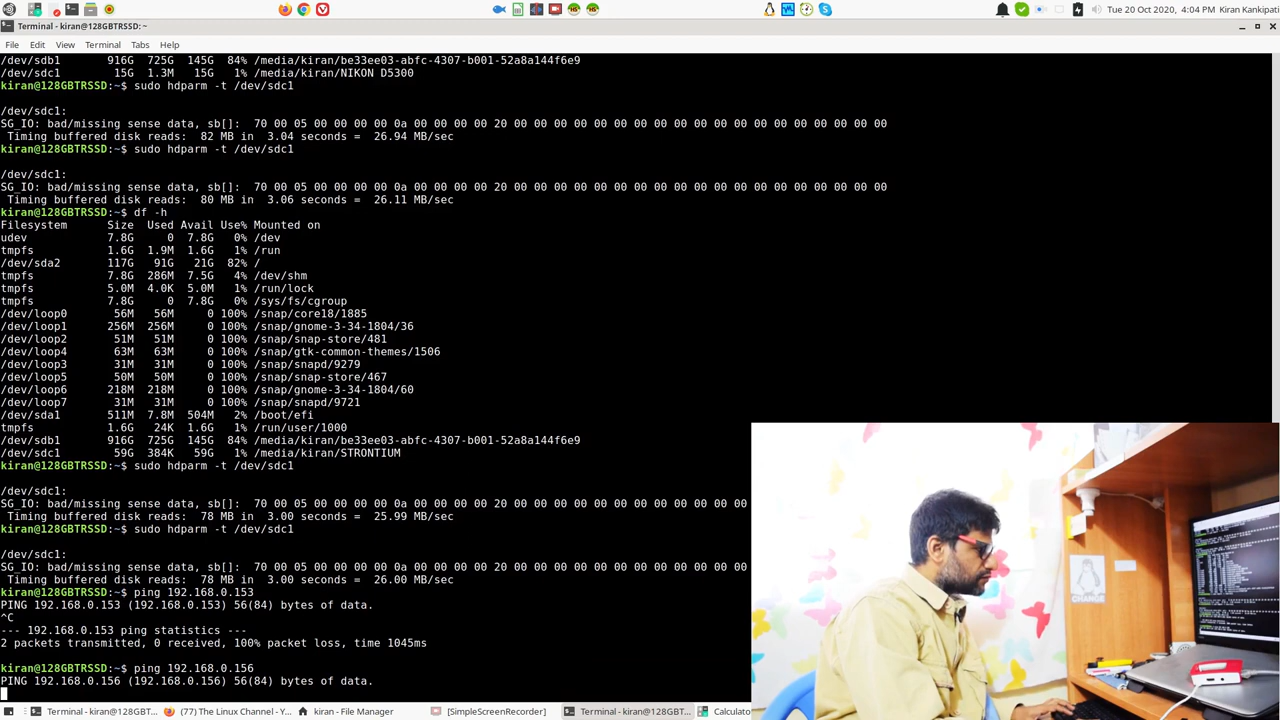 Tue 20 Oct 2020, 4:04 PM Kiran Kankipati
Terminal - kiran@128GBTRSSD: ~
File Edit View Terminal Tabs Help
/dev/sdb1 916G 725G 145G 84% /media/kiran/be33ee03-abfc-4307-b001-52a8a144f6e9
/dev/sdc1 15G 1.3M 15G 1% /media/kiran/NIKON D5300
kiran@128GBTRSSD:~$ sudo hdparm -t /dev/sdc1
/dev/sdc1:
SG_IO: bad/missing sense data, sb[]: 70 00 05 00 00 00 00 0a 00 00 00 00 20 00 00 00 00 00 00 00 00 00 00 00 00 00 00 00 00 00 00 00
Timing buffered disk reads: 82 MB in 3.04 seconds = 26.94 MB/sec
kiran@128GBTRSSD:~$ sudo hdparm -t /dev/sdc1
/dev/sdc1:
SG_IO: bad/missing sense data, sb[]: 70 00 05 00 00 00 00 0a 00 00 00 00 20 00 00 00 00 00 00 00 00 00 00 00 00 00 00 00 00 00 00 00
Timing buffered disk reads: 80 MB in 3.06 seconds = 26.11 MB/sec
kiran@128GBTRSSD:~$ df -h
Filesystem Size Used Avail Use% Mounted on
udev 7.8G 0 7.8G 0% /dev
tmpfs 1.6G 1.9M 1.6G 1% /run
/dev/sda2 117G 91G 21G 82% /
tmpfs 7.8G 286M 7.5G 4% /dev/shm
tmpfs 5.0M 4.0K 5.0M 1% /run/lock
tmpfs 7.8G 0 7.8G 0% /sys/fs/cgroup
/dev/loop0 56M 56M 0 100% /snap/core18/1885
/dev/loop1 256M 256M 0 100% /snap/gnome-3-34-1804/36
/dev/loop2 51M 51M 0 100% /snap/snap-store/481
/dev/loop4 63M 63M 0 100% /snap/gtk-common-themes/1506
/dev/loop3 31M 31M 0 100% /snap/snapd/9279
/dev/loop5 50M 50M 0 100% /snap/snap-store/467
/dev/loop6 218M 218M 0 100% /snap/gnome-3-34-1804/60
/dev/loop7 31M 31M 0 100% /snap/snapd/9721
/dev/sda1 511M 7.8M 504M 2% /boot/efi
tmpfs 1.6G 24K 1.6G 1% /run/user/1000
/dev/sdb1 916G 725G 145G 84% /media/kiran/be33ee03-abfc-4307-b001-52a8a144f6e9
/dev/sdc1 59G 384K 59G 1% /media/kiran/STRONTIUM
kiran@128GBTRSSD:~$ sudo hdparm -t /dev/sdc1
/dev/sdc1:
SG_IO: bad/missing sense data, sb[]: 70 00 05 00 00 00 00 0a 00 00 00 00 20 00 00 00 00 00 00 00 00 00 00 00
Timing buffered disk reads: 78 MB in 3.00 seconds = 25.99 MB/sec
kiran@128GBTRSSD:~$ sudo hdparm -t /dev/sdc1
/dev/sdc1:
SG_IO: bad/missing sense data, sb[]: 70 00 05 00 00 00 00 0a 00 00 00 00 20 00 00 00 00 00 00 00 00 00 00 00
Timing buffered disk reads: 78 MB in 3.00 seconds = 26.00 MB/sec
kiran@128GBTRSSD:~$ ping 192.168.0.153
PING 192.168.0.153 (192.168.0.153) 56(84) bytes of data.
^C
--- 192.168.0.153 ping statistics ---
2 packets transmitted, 0 received, 100% packet loss, time 1045ms
kiran@128GBTRSSD:~$ ping 192.168.0.156
PING 192.168.0.156 (192.168.0.156) 56(84) bytes of data.
Terminal - kiran@128GBT... (77) The Linux Channel - Y... kiran - File Manager [SimpleScreenRecorder] Terminal - kiran@128GBT... Calculato